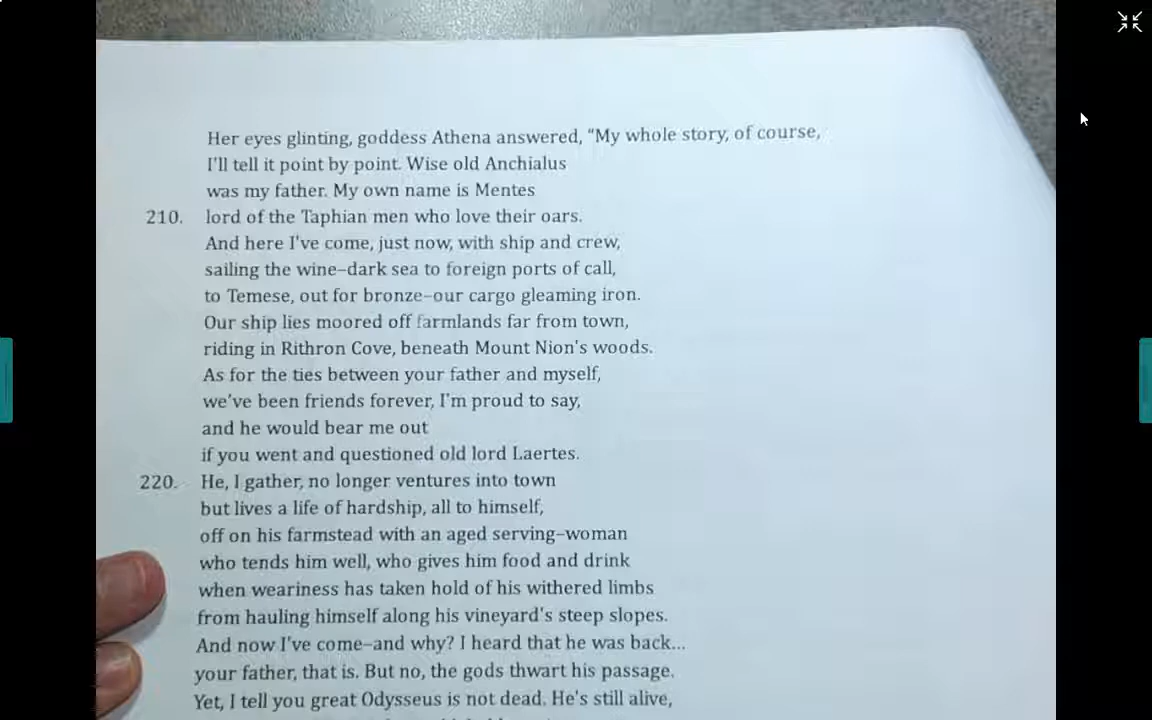 Her eyes glinting, goddess Athena answered, “My whole story, of course,
I'll tell it point by point. Wise old Anchialus
was my father. My own name is Mentes
210. lord of the Taphian men who love their oars.
And here I've come, just now, with ship and crew,
sailing the wine–dark sea to foreign ports of call,
to Temese, out for bronze–our cargo gleaming iron.
Our ship lies moored off farmlands far from town,
riding in Rithron Cove, beneath Mount Nion's woods.
As for the ties between your father and myself,
we've been friends forever, I'm proud to say,
and he would bear me out
if you went and questioned old lord Laertes.
220. He, I gather, no longer ventures into town
but lives a life of hardship, all to himself,
off on his farmstead with an aged serving–woman
who tends him well, who gives him food and drink
when weariness has taken hold of his withered limbs
from hauling himself along his vineyard's steep slopes.
And now I've come–and why? I heard that he was back...
your father, that is. But no, the gods thwart his passage.
Yet, I tell you great Odysseus is not dead. He's still alive,